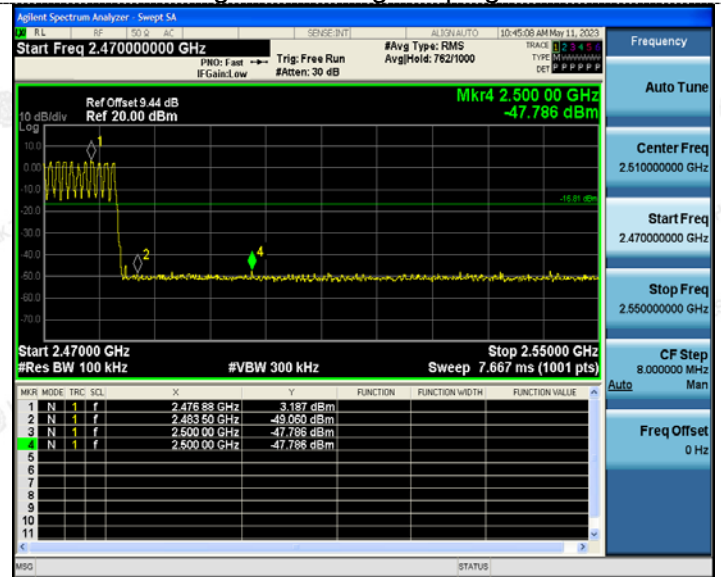 Agilent Spectrum Analyzer - Swept SA
RL RF 50 Ω AC SENSE:INT ALIGNAUTO 10:45:08 AM May 11, 2023
Start Freq 2.470000000 GHz
PNO: Fast
IFGain:Low
Trig: Free Run
#Atten: 30 dB
#Avg Type: RMS
Avg|Hold: 762/1000
TRACE 1 2 3 4 5 6
TYPE M
DET P P P P P P
Ref Offset 9.44 dB
Ref 20.00 dBm
10 dB/div
Log
Mkr4 2.500 00 GHz
-47.786 dBm
10.0
0.00
-10.0
-20.0
-30.0
-40.0
-50.0
-60.0
-70.0
1
2
4
-16.81 dBm
Start 2.47000 GHz
Stop 2.55000 GHz
#Res BW 100 kHz #VBW 300 kHz Sweep 7.667 ms (1001 pts)
MKR MODE TRC SCL X Y FUNCTION FUNCTION WIDTH FUNCTION VALUE
1 N 1 f 2.476 88 GHz 3.187 dBm
2 N 1 f 2.483 50 GHz -49.060 dBm
3 N 1 f 2.500 00 GHz -47.786 dBm
4 N 1 f 2.500 00 GHz -47.786 dBm
5
6
7
8
9
10
11
MSG STATUS
Frequency
Auto Tune
Center Freq
2.510000000 GHz
Start Freq
2.470000000 GHz
Stop Freq
2.550000000 GHz
CF Step
8.000000 MHz
Auto Man
Freq Offset
0 Hz